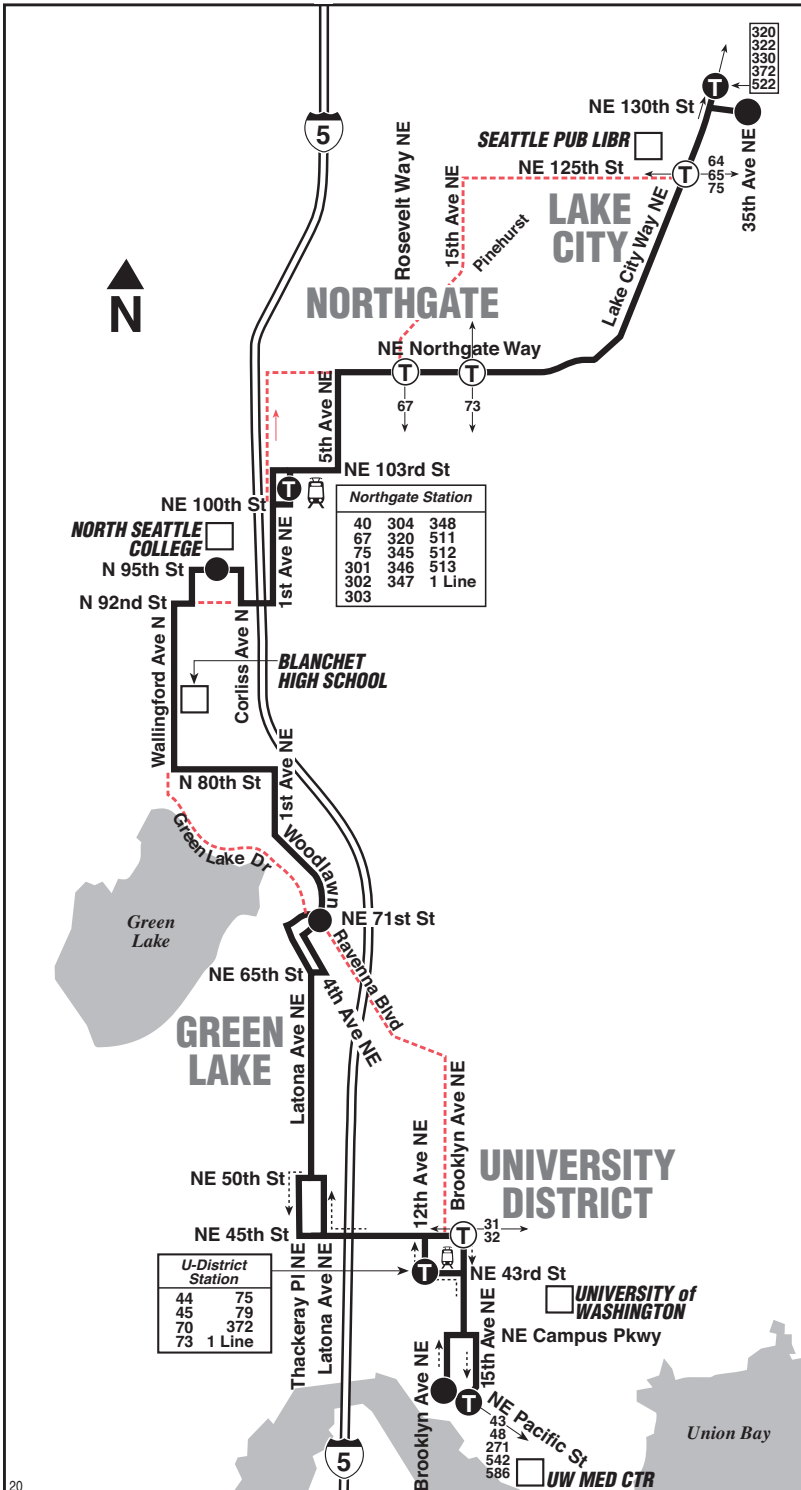 320
322
330
372
522
5
T
NE 130th St
SEATTLE PUB LIBR
NE 125th St
T
64
65
75
35th Ave NE
Rosevelt Way NE
15th Ave NE
Pinehurst
LAKE
CITY
Lake City Way NE
N
NORTHGATE
NE Northgate Way
T
T
67
73
5th Ave NE
NE 103rd St
T
NE 100th St
Northgate Station
40 304 348
67 320 511
75 345 512
301 346 513
302 347 1 Line
303
NORTH SEATTLE
COLLEGE
N 95th St
1st Ave NE
N 92nd St
Wallingford Ave N
Corliss Ave N
BLANCHET
HIGH SCHOOL
N 80th St
1st Ave NE
Woodlawn
Green Lake Dr
Green
Lake
NE 71st St
Ravenna Blvd
NE 65th St
4th Ave NE
GREEN
LAKE
Latona Ave NE
12th Ave NE
Brooklyn Ave NE
UNIVERSITY
DISTRICT
NE 50th St
NE 45th St
T
31
32
U-District
Station
44 75
45 79
70 372
73 1 Line
T
NE 43rd St
Thackeray Pl NE
Latona Ave NE
UNIVERSITY of
WASHINGTON
15th Ave NE
NE Campus Pkwy
Brooklyn Ave NE
T
NE Pacific St
43
48
271
542
586
UW MED CTR
Union Bay
5
20